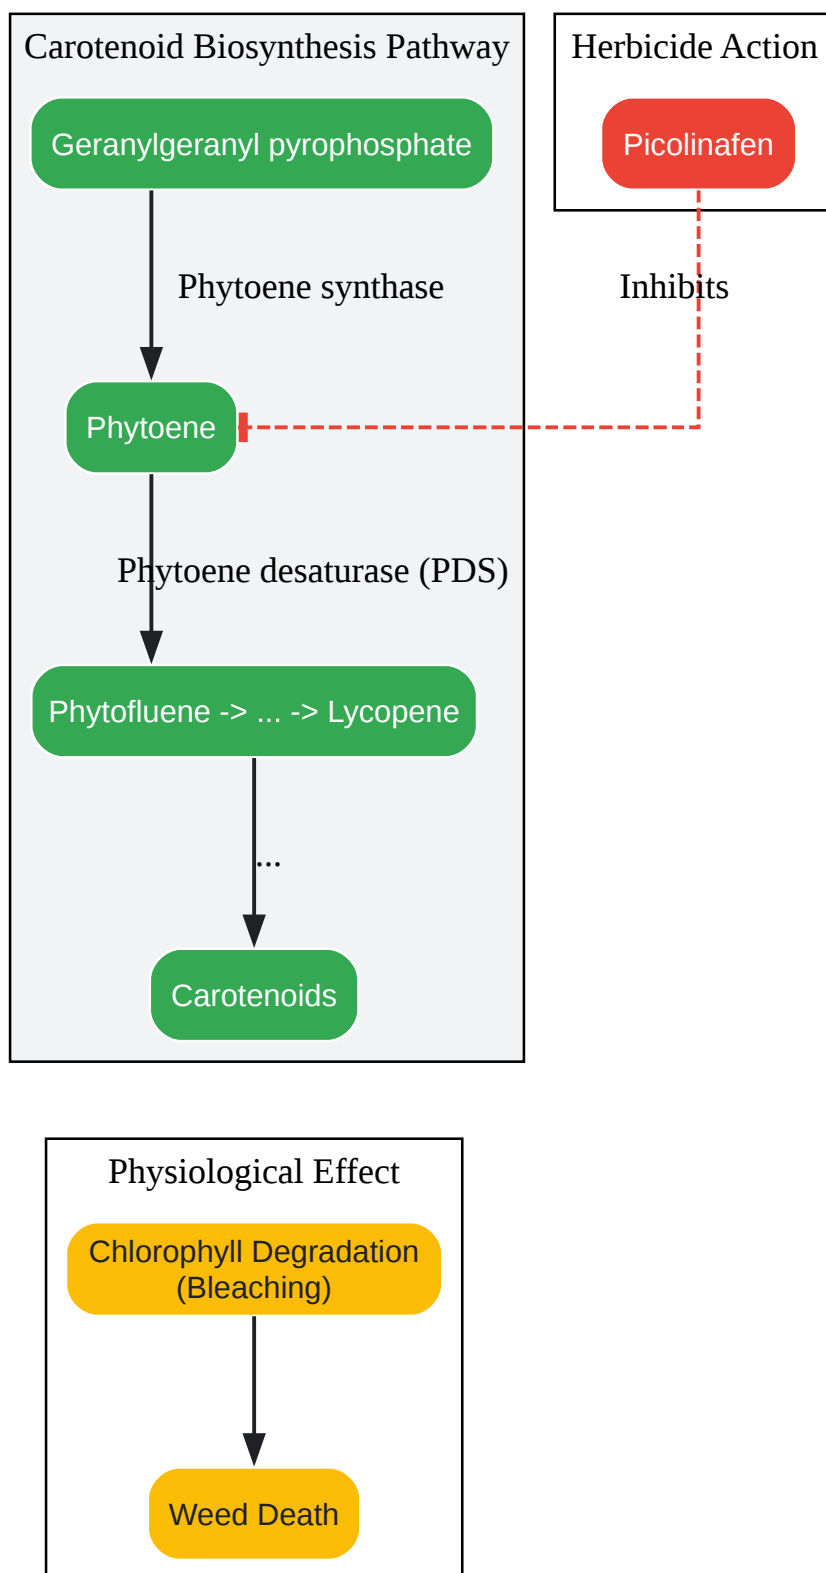 Carotenoid Biosynthesis Pathway
Herbicide Action
Geranylgeranyl pyrophosphate
Picolinafen
Phytoene synthase
Inhibits
Phytoene
Phytoene desaturase (PDS)
Phytofluene -> ... -> Lycopene
...
Carotenoids
Physiological Effect
Chlorophyll Degradation
(Bleaching)
Weed Death